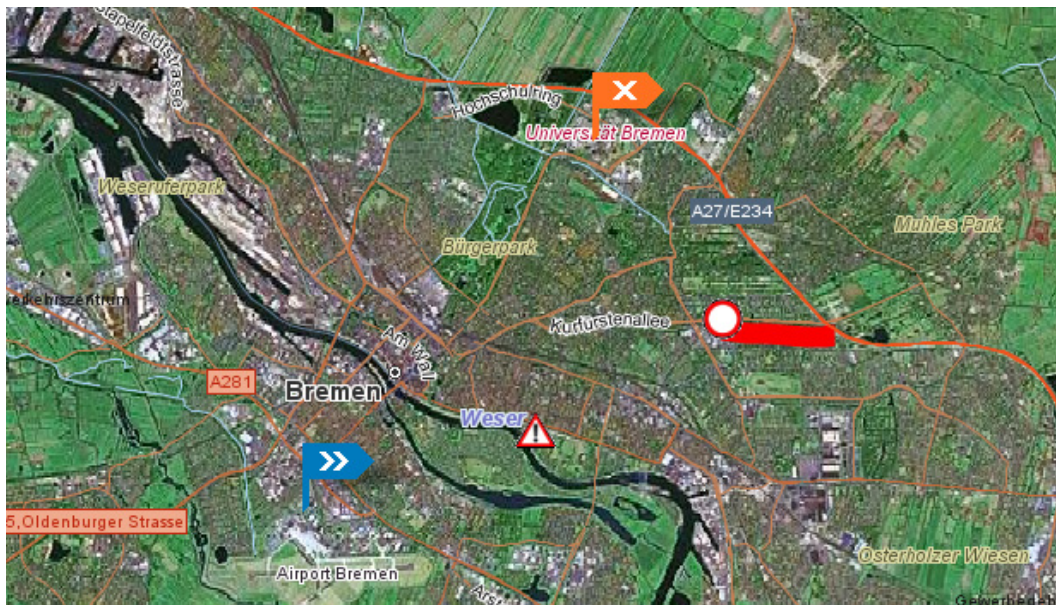 Stapelfeldtstrasse
Hochschulring
Universität Bremen
Weseruferpark
A27/E234
Muhles Park
Bürgerpark
Kurfürstenallee
Am Wall
A281
Bremen
Weser
5,Oldenburger Strasse
Airport Bremen
Osterholzer Wiesen